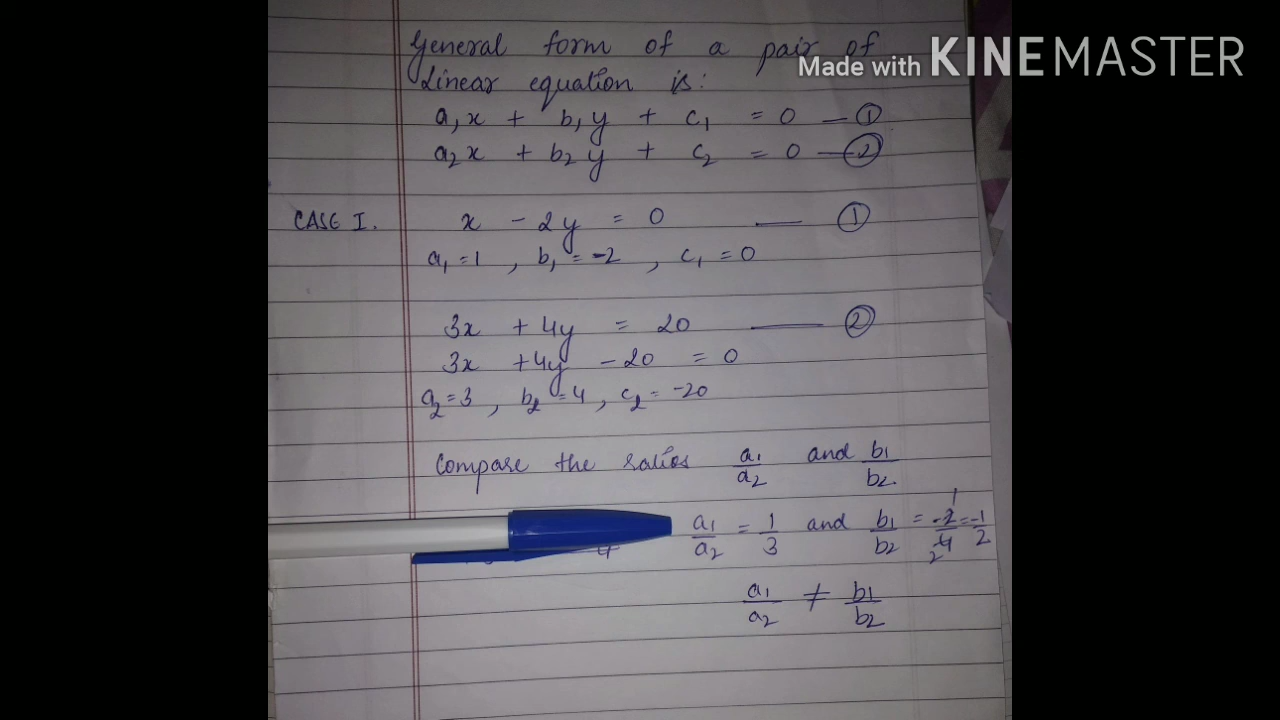 General form of a pair of
Made with KINEMASTER
Linear equation is:
a₁x + b₁y + c₁ = 0 — ①
a₂x + b₂y + c₂ = 0 — ②
CASE I. x - 2y = 0 — ①
a₁ = 1 , b₁ = -2 , c₁ = 0
3x + 4y = 20 — ②
3x + 4y - 20 = 0
a₂ = 3 , b₂ = 4 , c₂ = -20
Compare the ratios a₁/a₂ and b₁/b₂.
a₁/a₂ = 1/3 and b₁/b₂ = -2/4 = -1/2
a₁/a₂ ≠ b₁/b₂